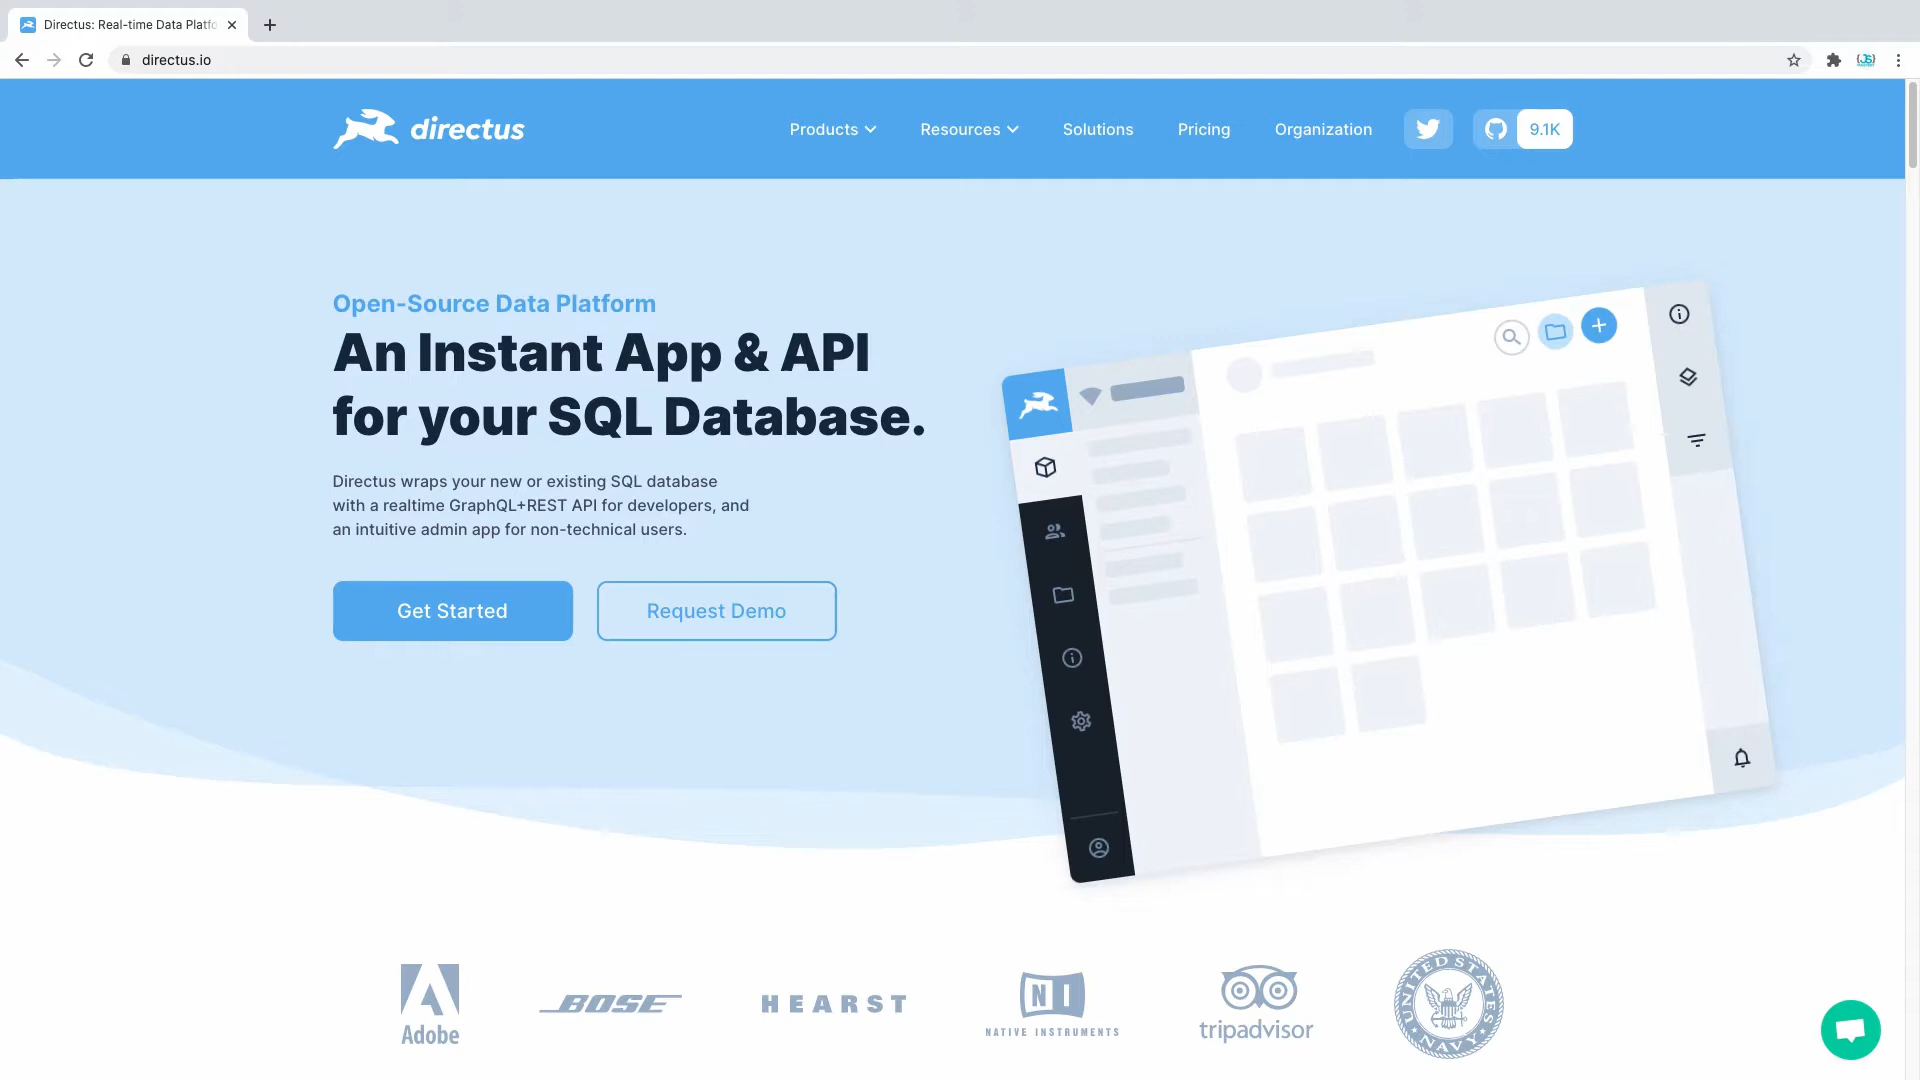 Directus: Real-time Data Platfo
directus.io
directus
Products
Resources
Solutions
Pricing
Organization
9.1K
Open-Source Data Platform
An Instant App & API
for your SQL Database.
Directus wraps your new or existing SQL database
with a realtime GraphQL+REST API for developers, and
an intuitive admin app for non-technical users.
Get Started
Request Demo
Adobe
BOSE
HEARST
NI
NATIVE INSTRUMENTS
tripadvisor
UNITED STATES
NAVY